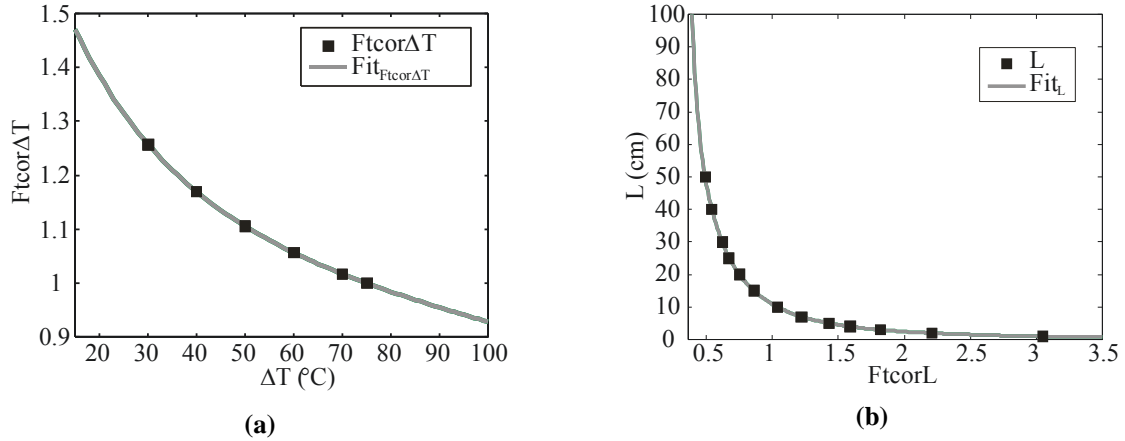 1.5
1.4
1.3
1.2
1.1
1
0.9
FtcorΔT
FtcorΔT
Fit_FtcorΔT
20 30 40 50 60 70 80 90 100
ΔT (°C)
(a)
100
90
80
70
60
50
40
30
20
10
0
L (cm)
L
Fit_L
0.5 1 1.5 2 2.5 3 3.5
FtcorL
(b)